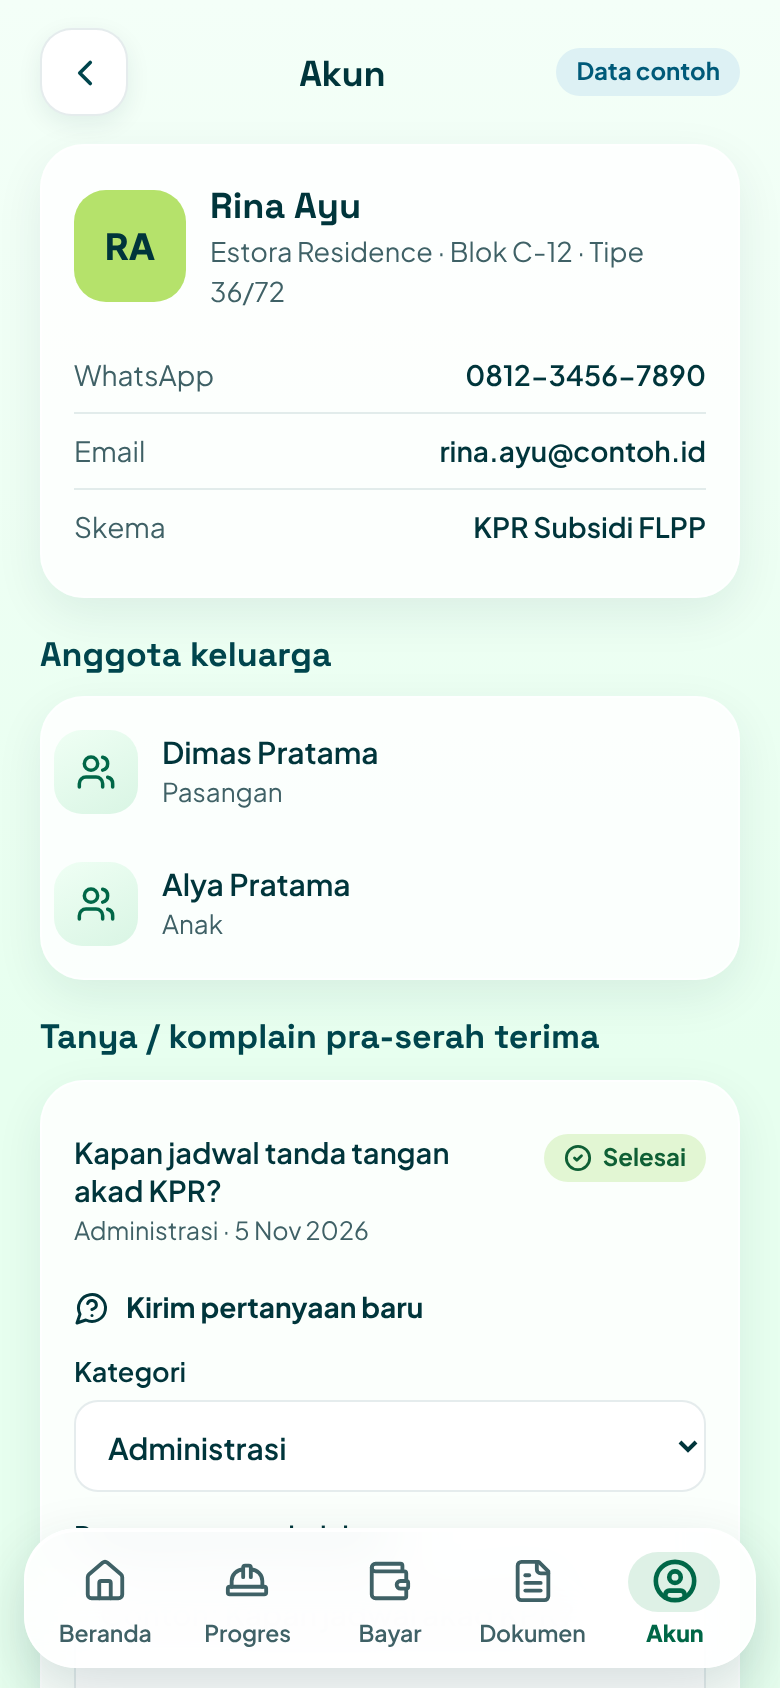 Akun
Data contoh
RA
Rina Ayu
Estora Residence · Blok C-12 · Tipe
36/72
WhatsApp
0812-3456-7890
Email
rina.ayu@contoh.id
Skema
KPR Subsidi FLPP
Anggota keluarga
Dimas Pratama
Pasangan
Alya Pratama
Anak
Tanya / komplain pra-serah terima
Kapan jadwal tanda tangan
akad KPR?
Selesai
Administrasi · 5 Nov 2026
Kirim pertanyaan baru
Kategori
Administrasi
Beranda
Progres
Bayar
Dokumen
Akun